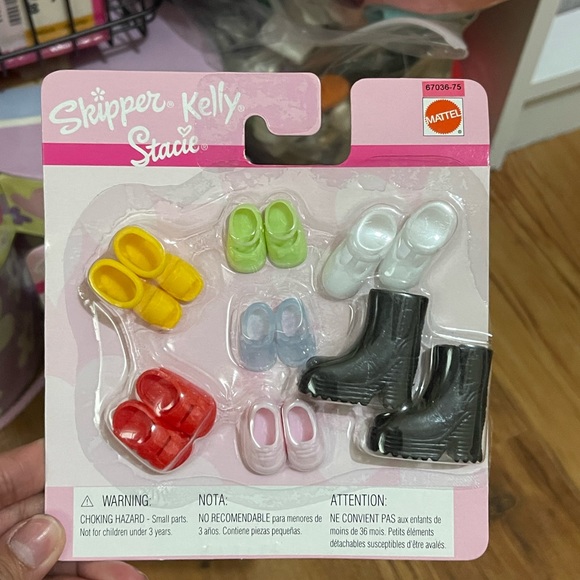 Skipper® Kelly®
Stacie®
67036-75
MATTEL
®
⚠ WARNING:
CHOKING HAZARD - Small parts.
Not for children under 3 years.
NOTA:
NO RECOMENDABLE para menores de
3 años. Contiene piezas pequeñas.
ATTENTION:
NE CONVIENT PAS aux enfants de
moins de 36 mois. Petits éléments
détachables susceptibles d'être avalés.